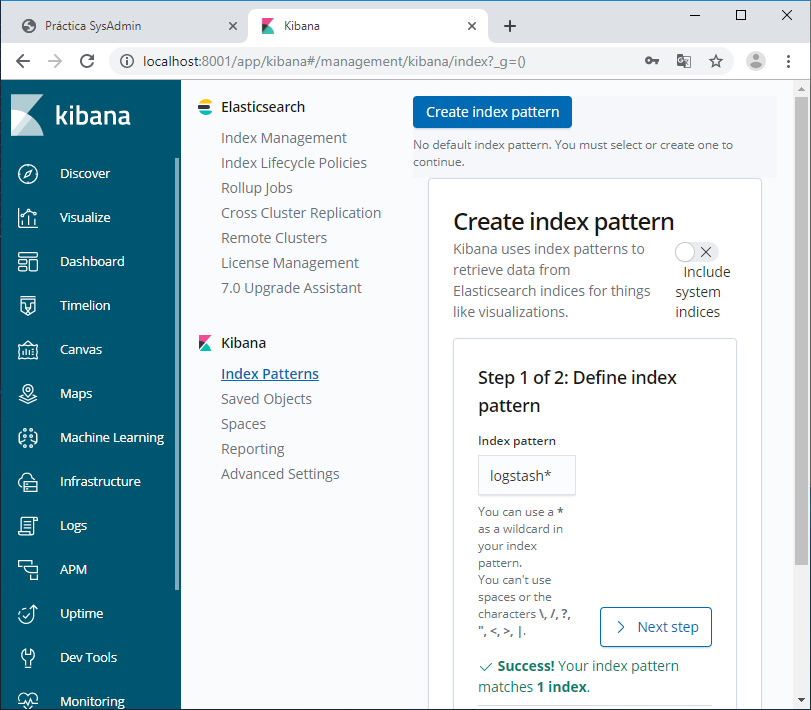 Práctica SysAdmin
Kibana
localhost:8001/app/kibana#/management/kibana/index?_g=()
kibana
Discover
Visualize
Dashboard
Timelion
Canvas
Maps
Machine Learning
Infrastructure
Logs
APM
Uptime
Dev Tools
Monitoring
Elasticsearch
Index Management
Index Lifecycle Policies
Rollup Jobs
Cross Cluster Replication
Remote Clusters
License Management
7.0 Upgrade Assistant
Kibana
Index Patterns
Saved Objects
Spaces
Reporting
Advanced Settings
Create index pattern
No default index pattern. You must select or create one to
continue.
Create index pattern
Kibana uses index patterns to
retrieve data from
Elasticsearch indices for things
like visualizations.
Include
system
indices
Step 1 of 2: Define index
pattern
Index pattern
logstash*
You can use a *
as a wildcard in
your index
pattern.
You can't use
spaces or the
characters \, /, ?,
", <, >, |.
Next step
Success! Your index pattern
matches 1 index.